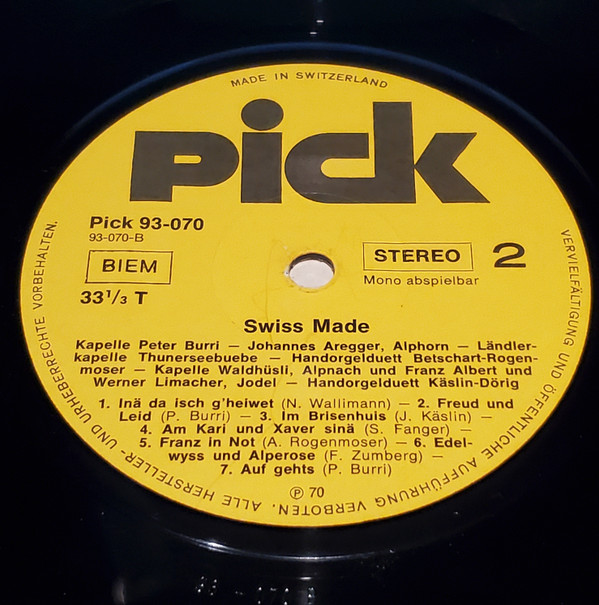 MADE IN SWITZERLAND
pick
Pick 93-070
93-070-B
BIEM
33 1/3 T
STEREO
2
Mono abspielbar
Swiss Made
Kapelle Peter Burri – Johannes Aregger, Alphorn – Ländler-
kapelle Thunerseebuebe – Handorgelduett Betschart-Rogen-
moser – Kapelle Waldhüsli, Alpnach und Franz Albert und
Werner Limacher, Jodel – Handorgelduett Käslin-Dörig
1. Inä da isch g'heiwet (N. Wallimann) – 2. Freud und
Leid (P. Burri) – 3. Im Brisenhuis (J. Käslin) –
4. Am Kari und Xaver sinä (S. Fanger) –
5. Franz in Not (A. Rogenmoser) – 6. Edel-
wyss und Alperose (F. Zumberg) –
7. Auf gehts (P. Burri)
Ⓟ 70
ALLE HERSTELLER- UND URHEBERRECHTE VORBEHALTEN.
VERVIELFÄLTIGUNG UND ÖFFENTLICHE AUFFÜHRUNG VERBOTEN.